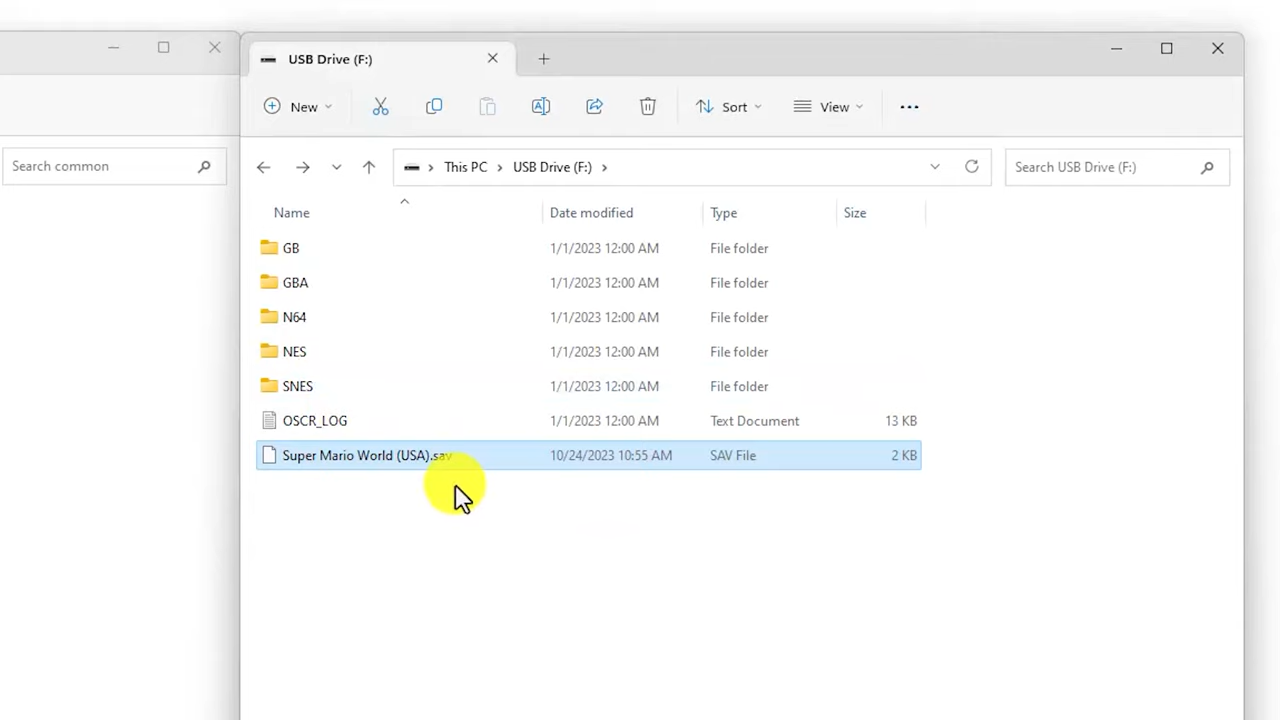 USB Drive (F:)
New
Sort
View
Search common
This PC
USB Drive (F:)
Search USB Drive (F:)
Name Date modified Type Size
GB 1/1/2023 12:00 AM File folder
GBA 1/1/2023 12:00 AM File folder
N64 1/1/2023 12:00 AM File folder
NES 1/1/2023 12:00 AM File folder
SNES 1/1/2023 12:00 AM File folder
OSCR_LOG 1/1/2023 12:00 AM Text Document 13 KB
Super Mario World (USA).sav 10/24/2023 10:55 AM SAV File 2 KB